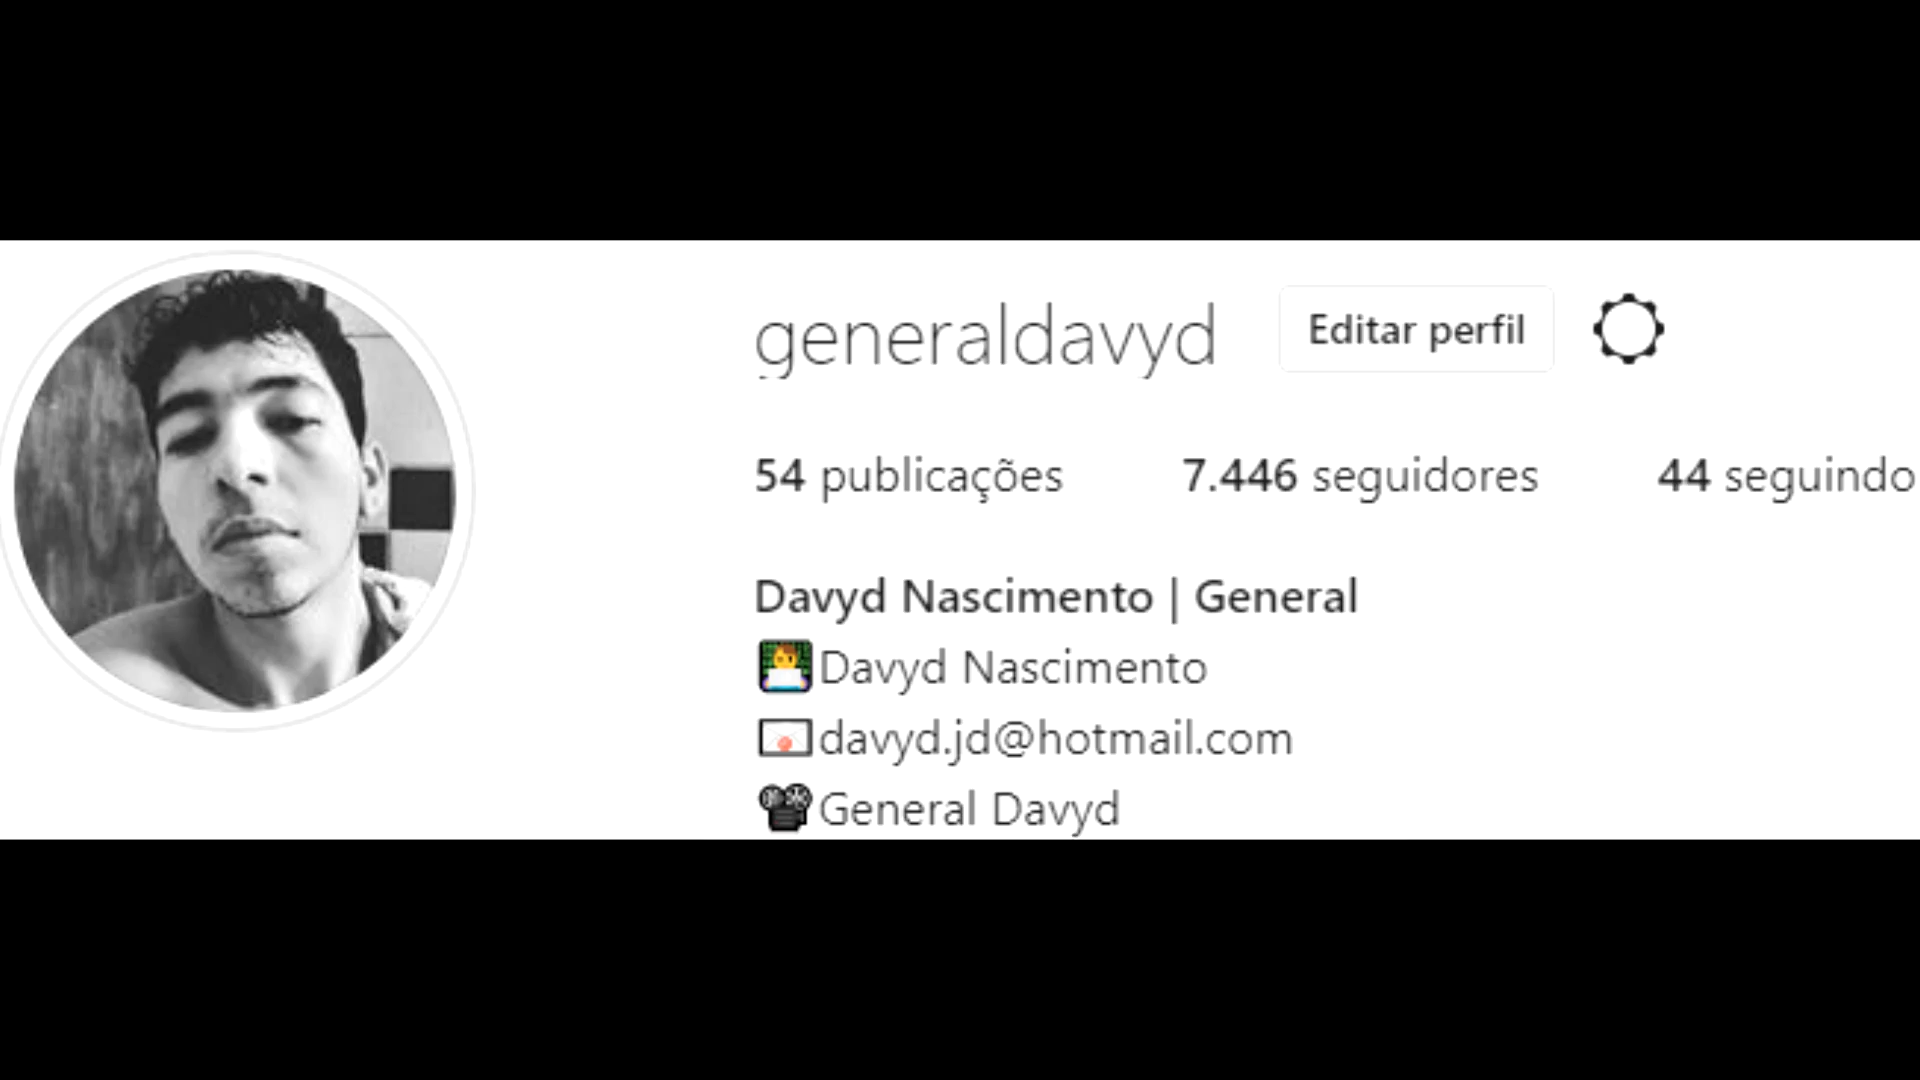 generaldavyd Editar perfil
54 publicações 7.446 seguidores 44 seguindo
Davyd Nascimento | General
Davyd Nascimento
davyd.jd@hotmail.com
General Davyd